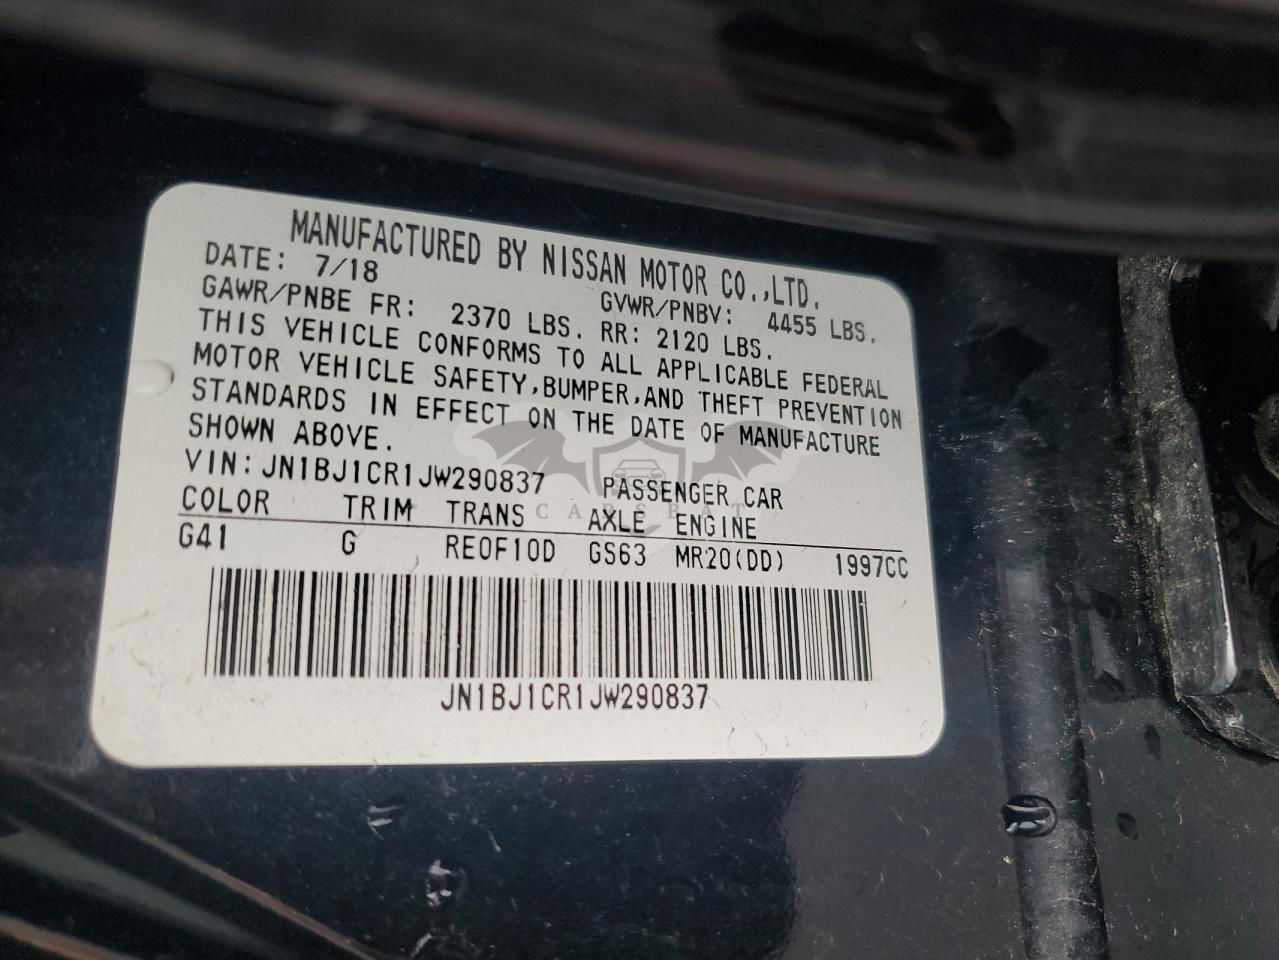 MANUFACTURED BY NISSAN MOTOR CO.,LTD.
DATE: 7/18 GVWR/PNBV: 4455 LBS.
GAWR/PNBE FR: 2370 LBS. RR: 2120 LBS.
THIS VEHICLE CONFORMS TO ALL APPLICABLE FEDERAL
MOTOR VEHICLE SAFETY,BUMPER,AND THEFT PREVENTION
STANDARDS IN EFFECT ON THE DATE OF MANUFACTURE
SHOWN ABOVE.
VIN:JN1BJ1CR1JW290837 PASSENGER CAR
COLOR TRIM TRANS AXLE ENGINE
G41 G RE0F10D GS63 MR20(DD) 1997CC
JN1BJ1CR1JW290837
CARSBAT